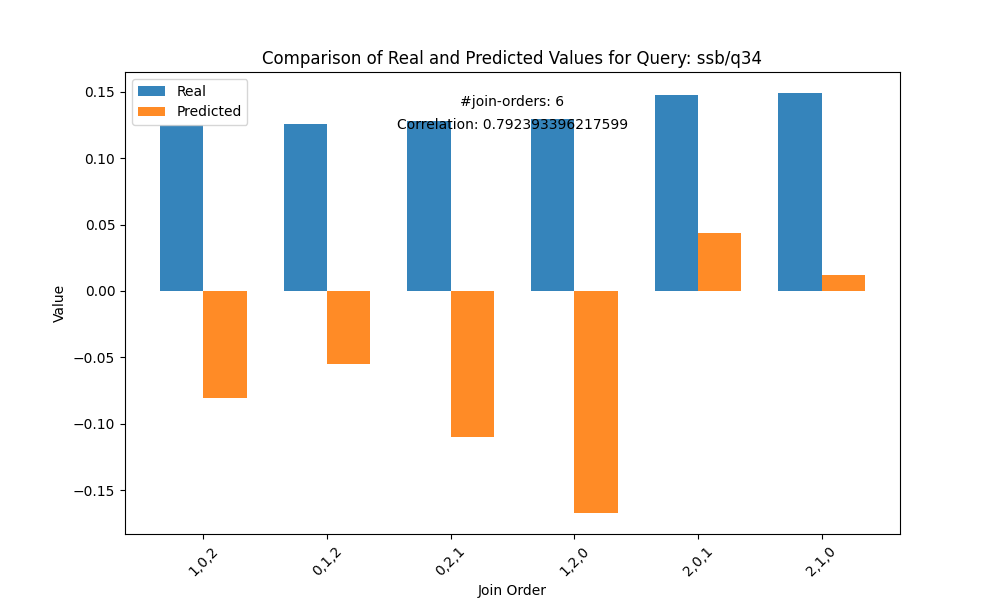 Comparison of Real and Predicted Values for Query: ssb/q34
Real
Predicted
#join-orders: 6
Correlation: 0.792393396217599
Value
0.15
0.10
0.05
0.00
−0.05
−0.10
−0.15
1,0,2
0,1,2
0,2,1
1,2,0
2,0,1
2,1,0
Join Order